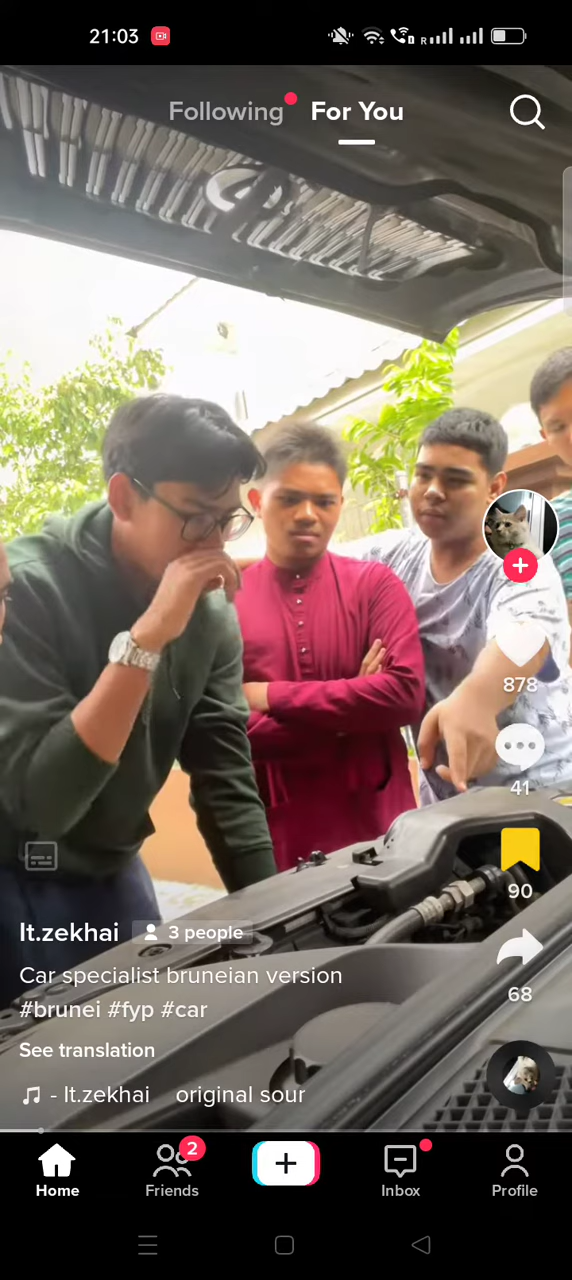 21:03
R
Following
For You
878
41
90
68
lt.zekhai
3 people
Car specialist bruneian version
#brunei #fyp #car
See translation
- lt.zekhai original sour
2
Home
Friends
Inbox
Profile